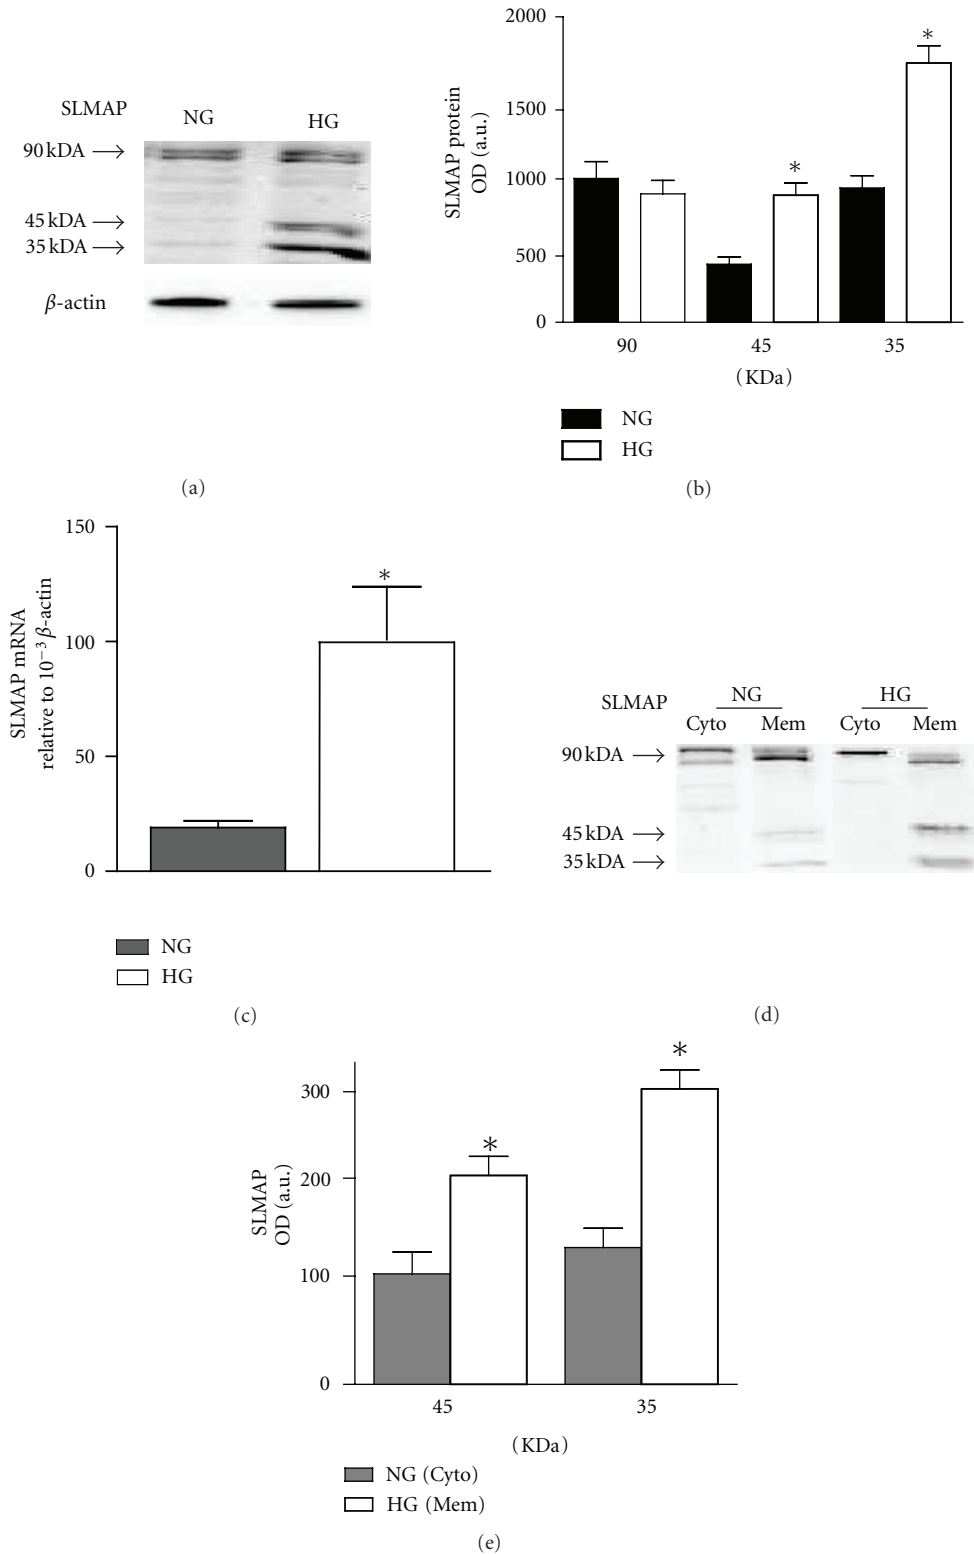 SLMAP
NG
HG
90 kDA →
45 kDA →
35 kDA →
β-actin
(a)
SLMAP protein
OD (a.u.)
2000
1500
1000
500
0
*
*
90
45
35
(KDa)
NG
HG
(b)
SLMAP mRNA
relative to 10⁻³ β-actin
150
100
50
0
*
NG
HG
(c)
SLMAP
NG
HG
Cyto Mem Cyto Mem
90 kDA →
45 kDA →
35 kDA →
(d)
SLMAP
OD (a.u.)
300
200
100
0
*
*
45
35
(KDa)
NG (Cyto)
HG (Mem)
(e)